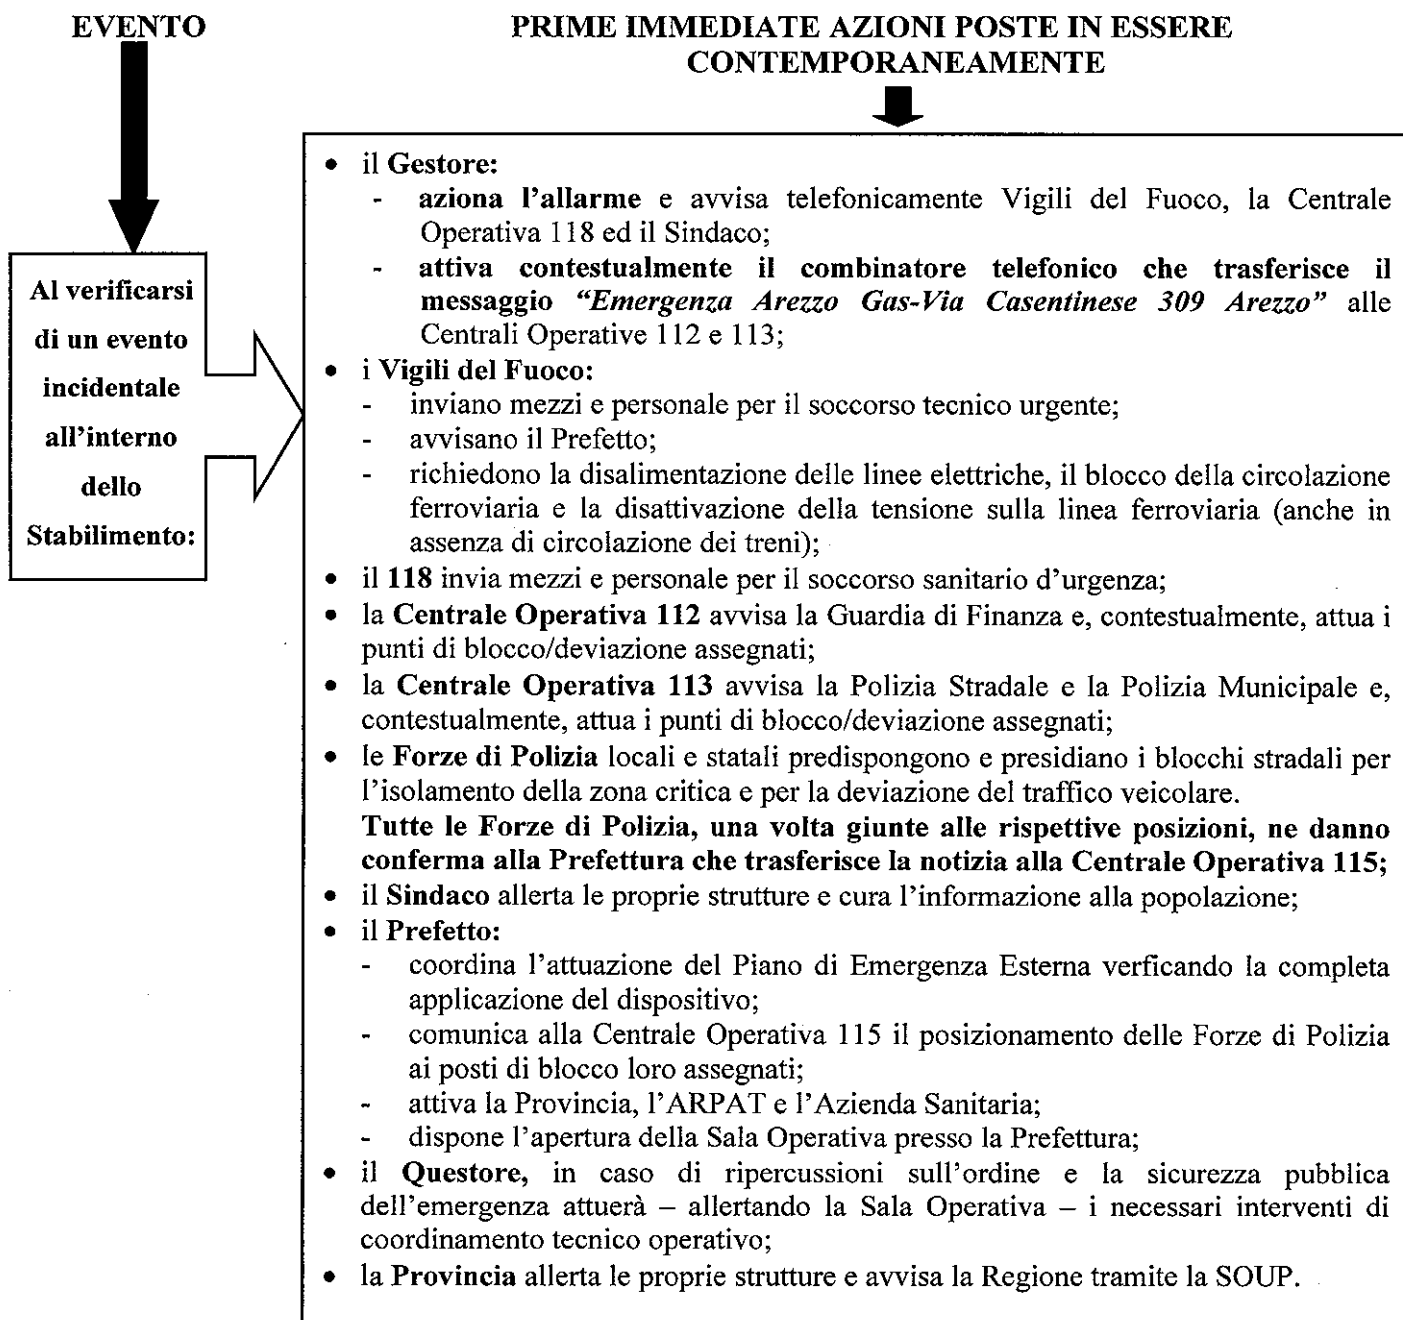 EVENTO
PRIME IMMEDIATE AZIONI POSTE IN ESSERE
CONTEMPORANEAMENTE
Al verificarsi
di un evento
incidentale
all'interno
dello
Stabilimento:
• il Gestore:
- aziona l'allarme e avvisa telefonicamente Vigili del Fuoco, la Centrale
Operativa 118 ed il Sindaco;
- attiva contestualmente il combinatore telefonico che trasferisce il
messaggio "Emergenza Arezzo Gas-Via Casentinese 309 Arezzo" alle
Centrali Operative 112 e 113;
• i Vigili del Fuoco:
- inviano mezzi e personale per il soccorso tecnico urgente;
- avvisano il Prefetto;
- richiedono la disalimentazione delle linee elettriche, il blocco della circolazione
ferroviaria e la disattivazione della tensione sulla linea ferroviaria (anche in
assenza di circolazione dei treni);
• il 118 invia mezzi e personale per il soccorso sanitario d'urgenza;
• la Centrale Operativa 112 avvisa la Guardia di Finanza e, contestualmente, attua i
punti di blocco/deviazione assegnati;
• la Centrale Operativa 113 avvisa la Polizia Stradale e la Polizia Municipale e,
contestualmente, attua i punti di blocco/deviazione assegnati;
• le Forze di Polizia locali e statali predispongono e presidiano i blocchi stradali per
l'isolamento della zona critica e per la deviazione del traffico veicolare.
Tutte le Forze di Polizia, una volta giunte alle rispettive posizioni, ne danno
conferma alla Prefettura che trasferisce la notizia alla Centrale Operativa 115;
• il Sindaco allerta le proprie strutture e cura l'informazione alla popolazione;
• il Prefetto:
- coordina l'attuazione del Piano di Emergenza Esterna verficando la completa
applicazione del dispositivo;
- comunica alla Centrale Operativa 115 il posizionamento delle Forze di Polizia
ai posti di blocco loro assegnati;
- attiva la Provincia, l'ARPAT e l'Azienda Sanitaria;
- dispone l'apertura della Sala Operativa presso la Prefettura;
• il Questore, in caso di ripercussioni sull'ordine e la sicurezza pubblica
dell'emergenza attuerà – allertando la Sala Operativa – i necessari interventi di
coordinamento tecnico operativo;
• la Provincia allerta le proprie strutture e avvisa la Regione tramite la SOUP.